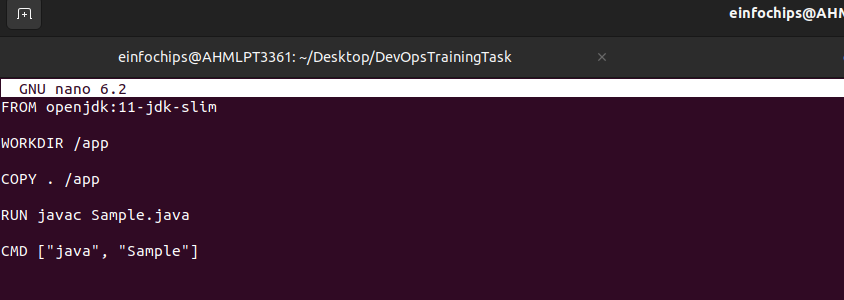 einfochips@AHM
einfochips@AHMLPT3361: ~/Desktop/DevOpsTrainingTask
GNU nano 6.2
FROM openjdk:11-jdk-slim
WORKDIR /app
COPY . /app
RUN javac Sample.java
CMD ["java", "Sample"]